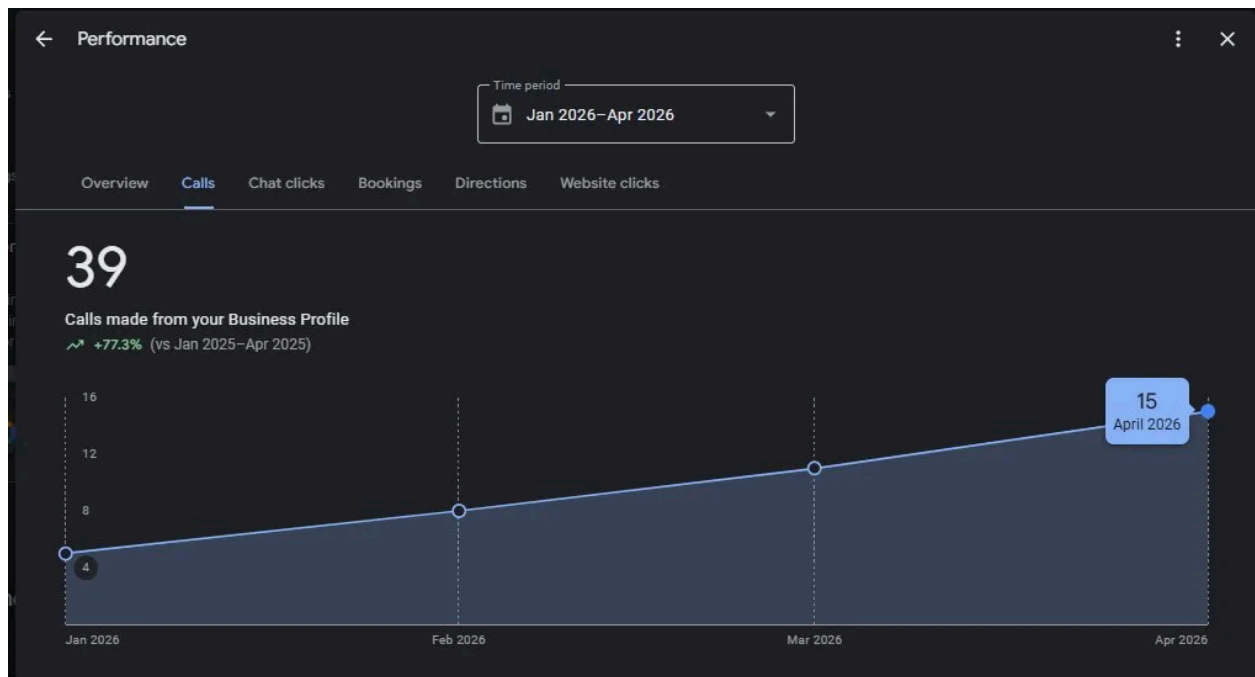 Performance
Time period
Jan 2026–Apr 2026
Overview Calls Chat clicks Bookings Directions Website clicks
39
Calls made from your Business Profile
+77.3% (vs Jan 2025–Apr 2025)
16
15
April 2026
12
8
4
Jan 2026 Feb 2026 Mar 2026 Apr 2026